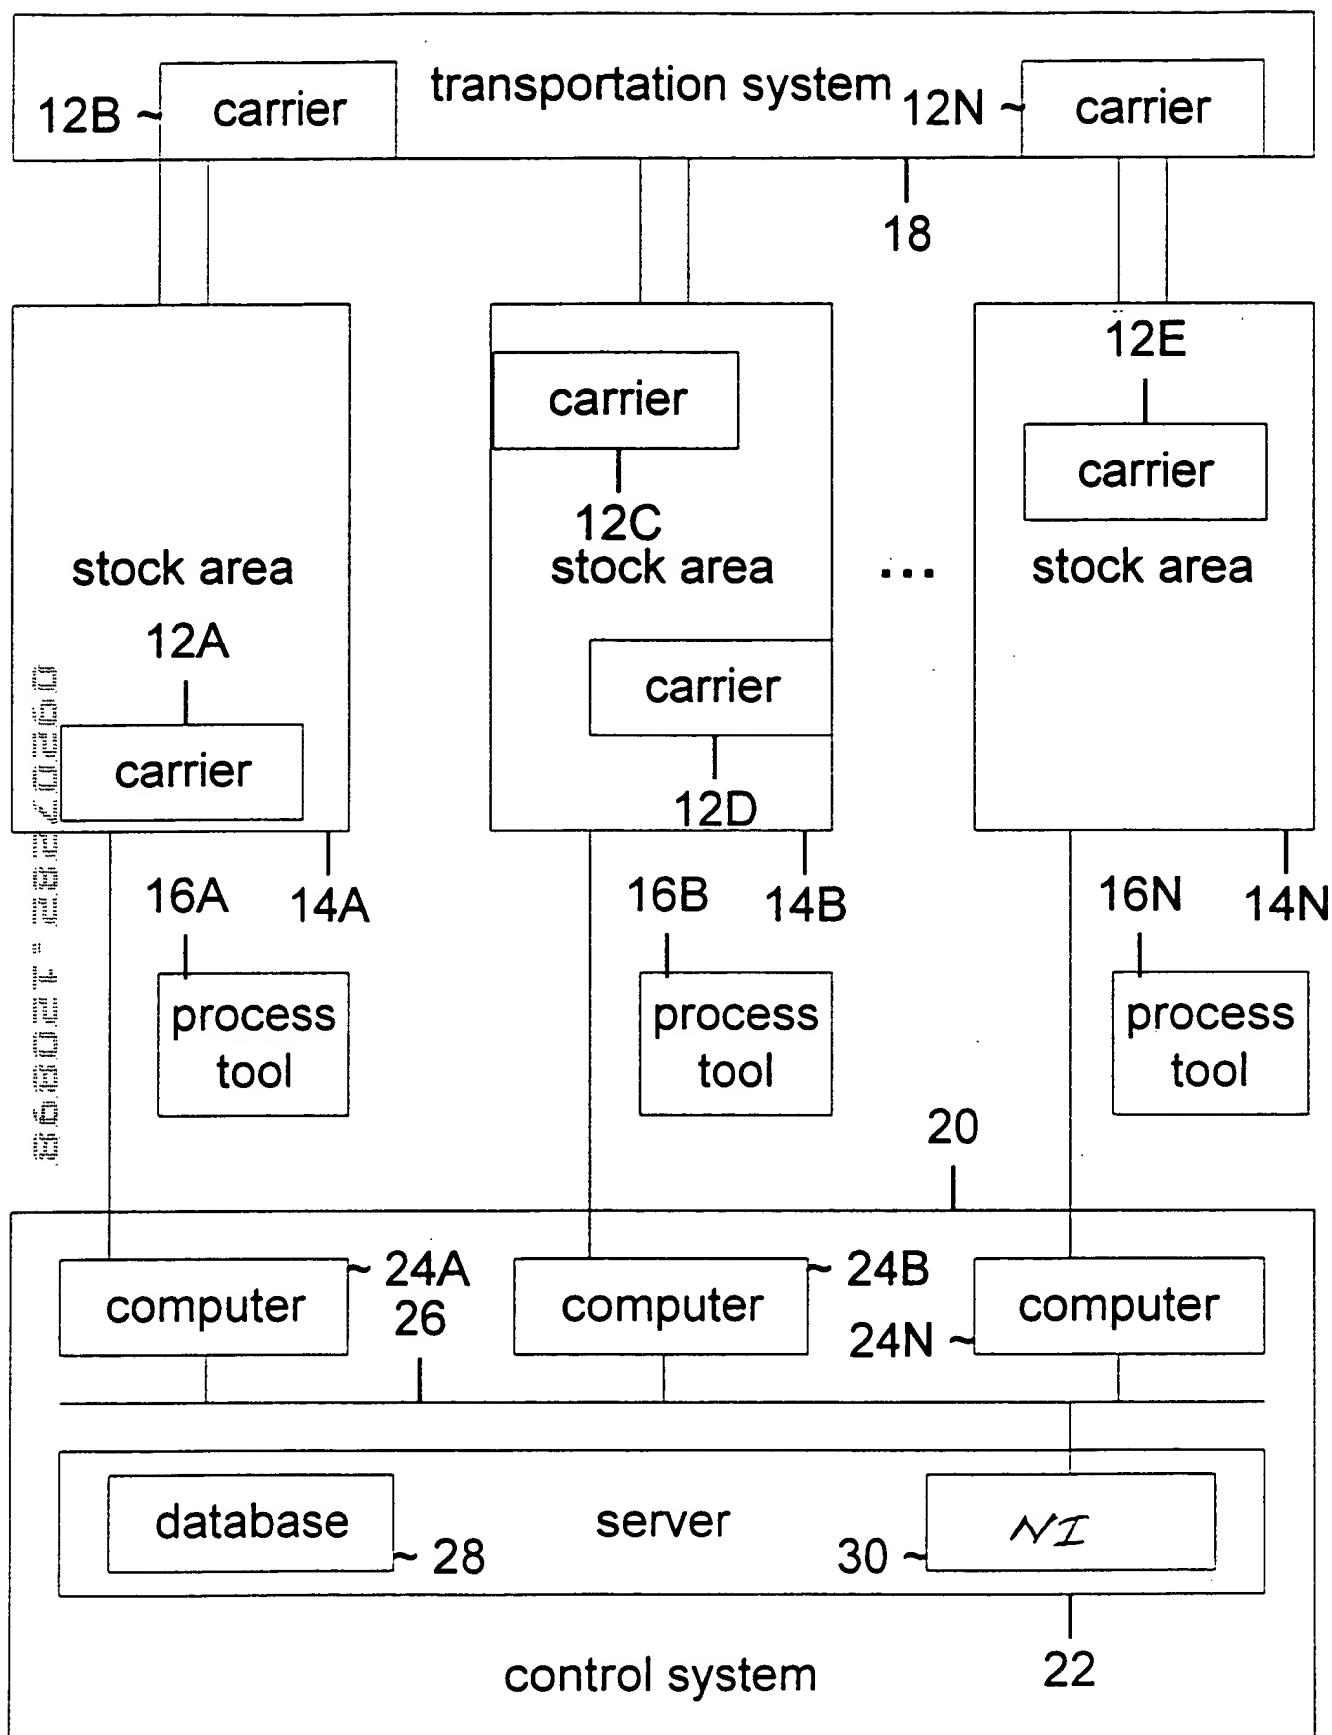 transportation system
12B ~ carrier
12N ~ carrier
18
12E
carrier
carrier
12C
stock area
stock area
...
stock area
12A
carrier
carrier
12D
16A
14A
16B
14B
16N
14N
process
tool
process
tool
process
tool
20
computer
~ 24A
computer
~ 24B
computer
24N ~
26
database
~ 28
server
30 ~
NI
22
control system